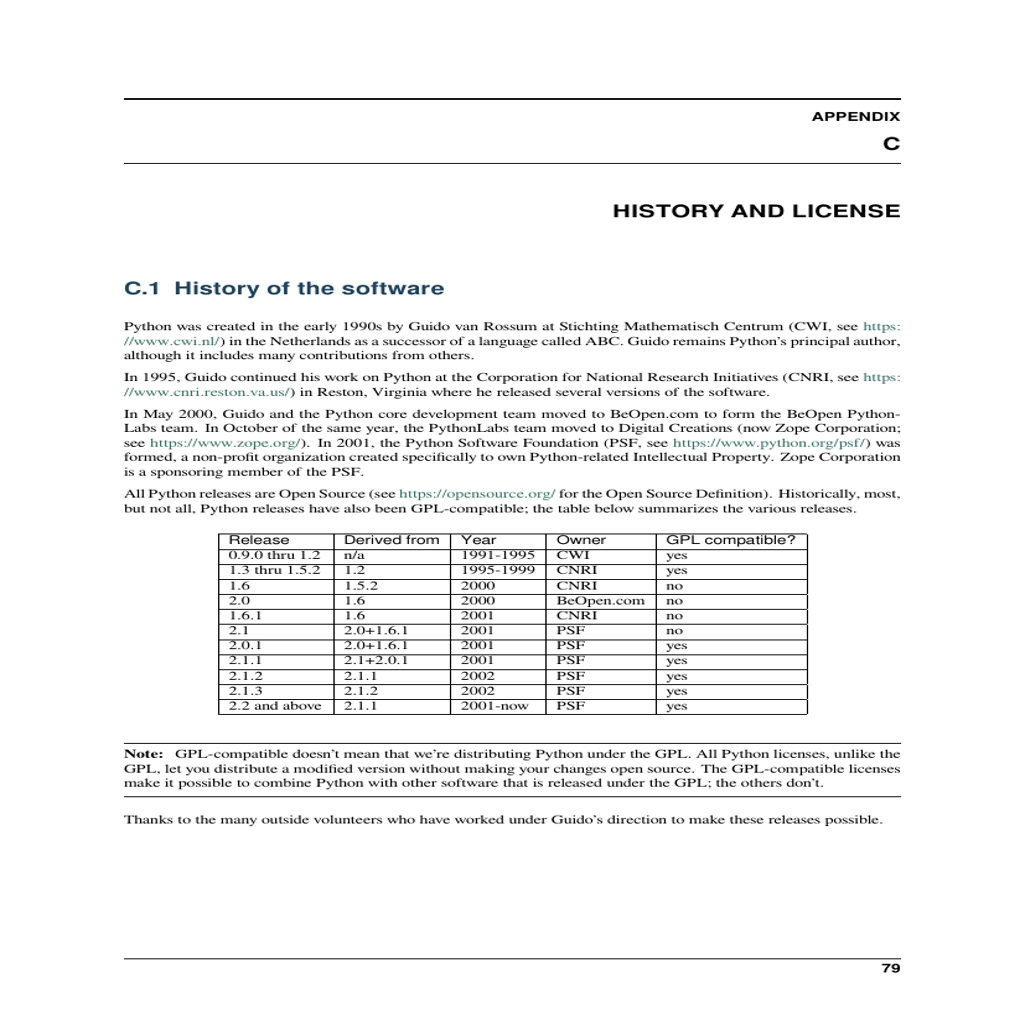 APPENDIX
C
HISTORY AND LICENSE
C.1 History of the software
Python was created in the early 1990s by Guido van Rossum at Stichting Mathematisch Centrum (CWI, see https:
//www.cwi.nl/) in the Netherlands as a successor of a language called ABC. Guido remains Python's principal author,
although it includes many contributions from others.
In 1995, Guido continued his work on Python at the Corporation for National Research Initiatives (CNRI, see https:
//www.cnri.reston.va.us/) in Reston, Virginia where he released several versions of the software.
In May 2000, Guido and the Python core development team moved to BeOpen.com to form the BeOpen Python-
Labs team. In October of the same year, the PythonLabs team moved to Digital Creations (now Zope Corporation;
see https://www.zope.org/). In 2001, the Python Software Foundation (PSF, see https://www.python.org/psf/) was
formed, a non-profit organization created specifically to own Python-related Intellectual Property. Zope Corporation
is a sponsoring member of the PSF.
All Python releases are Open Source (see https://opensource.org/ for the Open Source Definition). Historically, most,
but not all, Python releases have also been GPL-compatible; the table below summarizes the various releases.
Release Derived from Year Owner GPL compatible?
0.9.0 thru 1.2 n/a 1991-1995 CWI yes
1.3 thru 1.5.2 1.2 1995-1999 CNRI yes
1.6 1.5.2 2000 CNRI no
2.0 1.6 2000 BeOpen.com no
1.6.1 1.6 2001 CNRI no
2.1 2.0+1.6.1 2001 PSF no
2.0.1 2.0+1.6.1 2001 PSF yes
2.1.1 2.1+2.0.1 2001 PSF yes
2.1.2 2.1.1 2002 PSF yes
2.1.3 2.1.2 2002 PSF yes
2.2 and above 2.1.1 2001-now PSF yes
Note: GPL-compatible doesn't mean that we're distributing Python under the GPL. All Python licenses, unlike the
GPL, let you distribute a modified version without making your changes open source. The GPL-compatible licenses
make it possible to combine Python with other software that is released under the GPL; the others don't.
Thanks to the many outside volunteers who have worked under Guido's direction to make these releases possible.
79